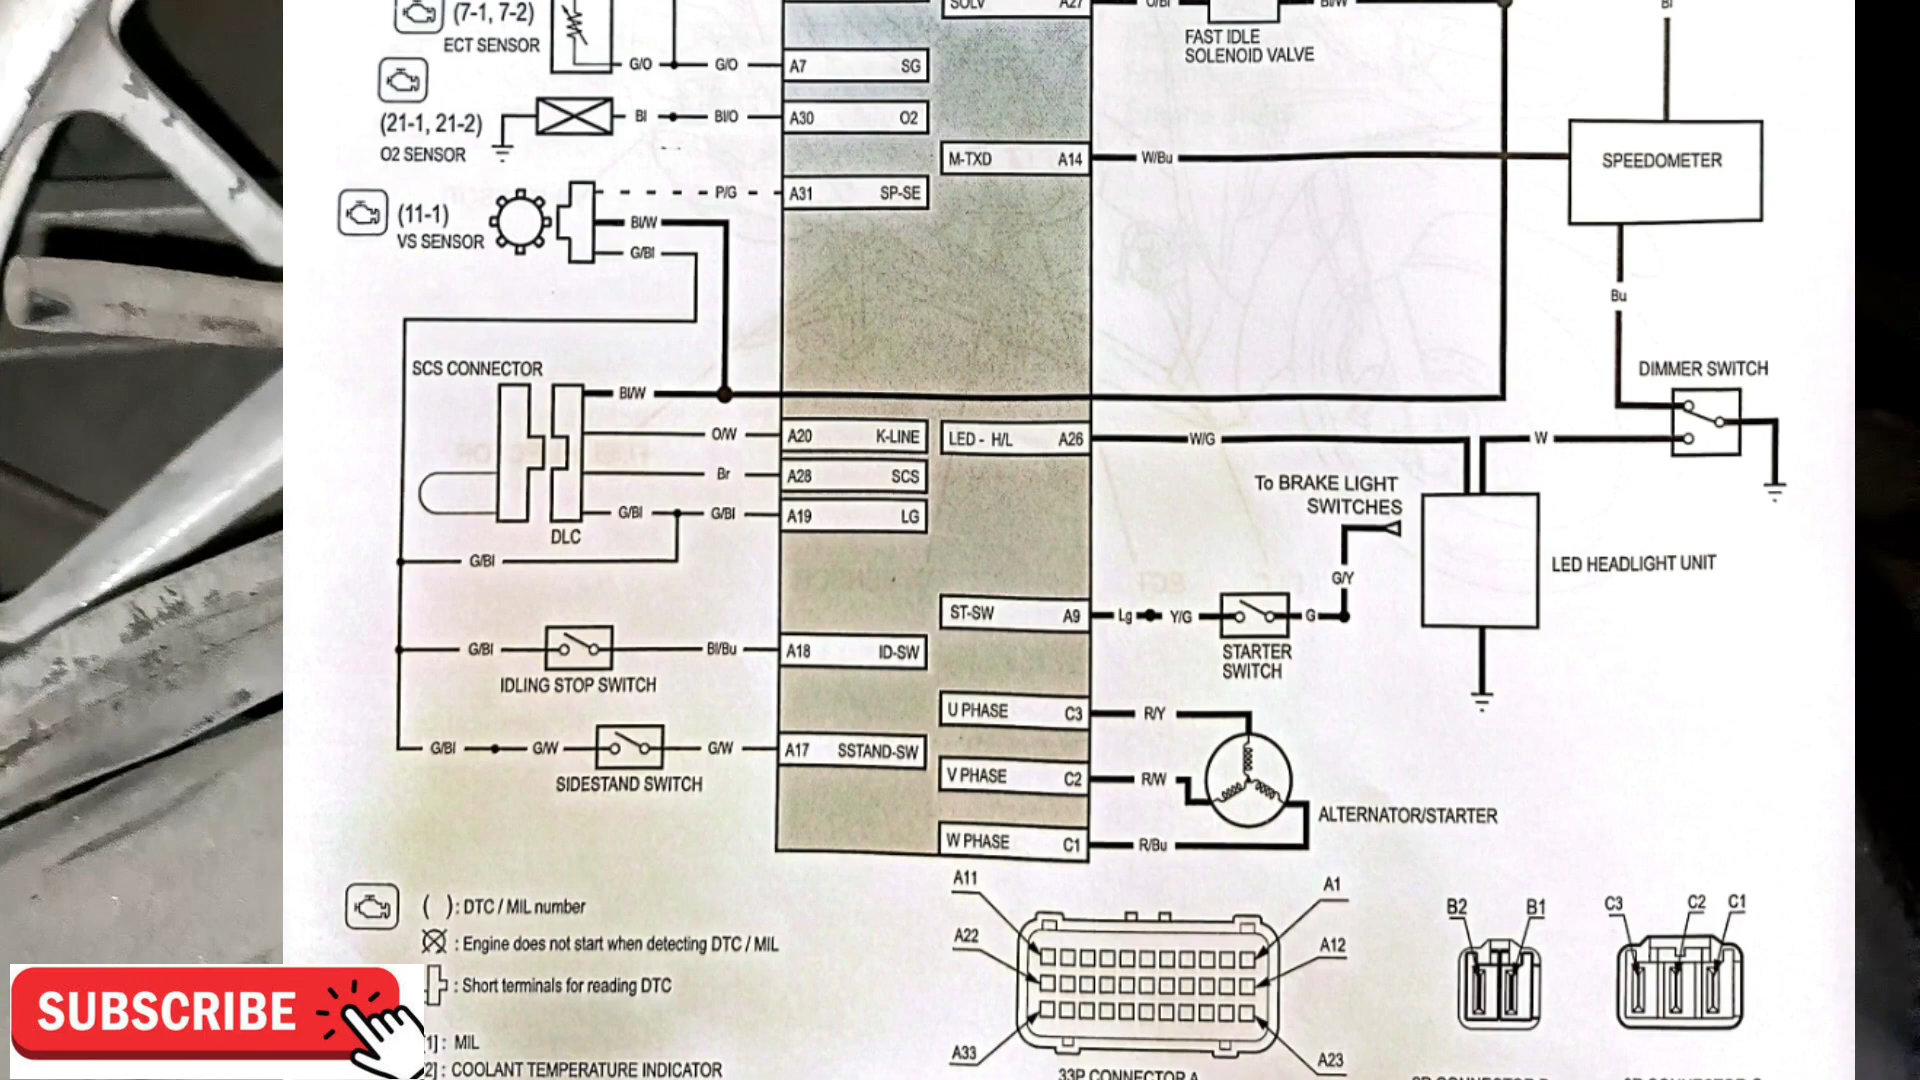 (7-1, 7-2)
ECT SENSOR
G/O
G/O
A7 SG
SOLV A27
O/Bl
Bl/W
FAST IDLE
SOLENOID VALVE
Bl
(21-1, 21-2)
O2 SENSOR
Bl
Bl/O
A30 O2
M-TXD A14
W/Bu
SPEEDOMETER
(11-1)
VS SENSOR
P/G
Bl/W
G/Bl
A31 SP-SE
Bu
SCS CONNECTOR
DIMMER SWITCH
Bl/W
O/W
A20 K-LINE
LED - H/L A26
W/G
W
Br
A28 SCS
To BRAKE LIGHT
SWITCHES
G/Bl
G/Bl
A19 LG
DLC
G/Bl
G/Y
LED HEADLIGHT UNIT
ST-SW A9
Lg
Y/G
G
STARTER
SWITCH
G/Bl
Bl/Bu
A18 ID-SW
IDLING STOP SWITCH
U PHASE C3
R/Y
G/Bl
G/W
G/W
A17 SSTAND-SW
SIDESTAND SWITCH
V PHASE C2
R/W
ALTERNATOR/STARTER
W PHASE C1
R/Bu
( ) : DTC / MIL number
: Engine does not start when detecting DTC / MIL
: Short terminals for reading DTC
1] : MIL
2] : COOLANT TEMPERATURE INDICATOR
A11
A1
A22
A12
A33
A23
33P CONNECTOR A
B2
B1
C3
C2
C1
SUBSCRIBE